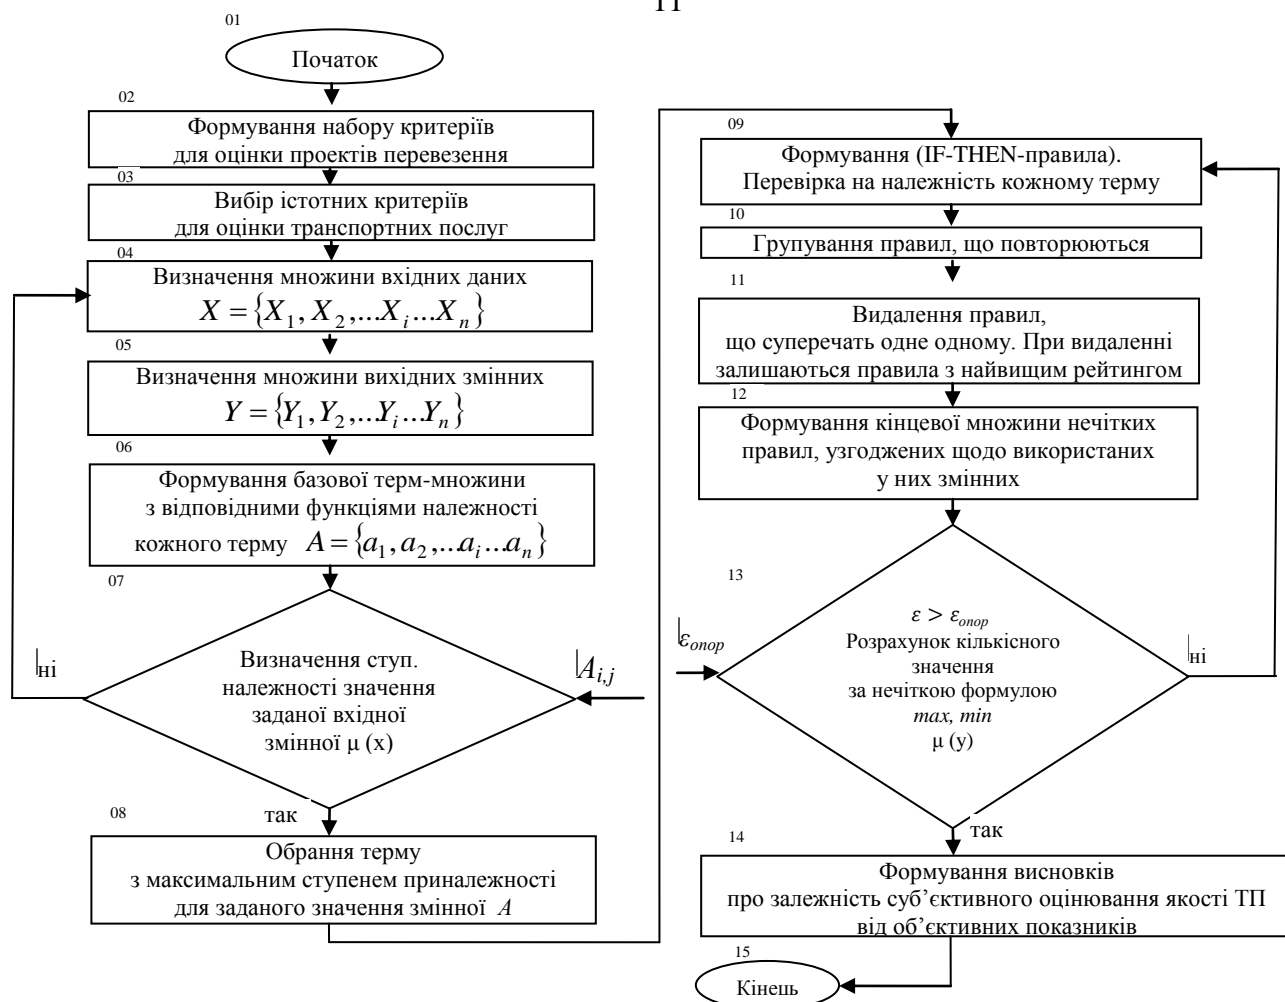 11
01
Початок
02
Формування набору критеріїв
для оцінки проектів перевезення
03
Вибір істотних критеріїв
для оцінки транспортних послуг
04
Визначення множини вхідних даних
X = {X₁, X₂,...Xᵢ...Xₙ}
05
Визначення множини вихідних змінних
Y = {Y₁, Y₂,...Yᵢ...Yₙ}
06
Формування базової терм-множини
з відповідними функціями належності
кожного терму A = {a₁, a₂,...aᵢ...aₙ}
07
Визначення ступ.
належності значення
заданої вхідної
змінної μ (x)
ні
A_{i,j}
так
08
Обрання терму
з максимальним ступенем приналежності
для заданого значення змінної A
09
Формування (IF-THEN-правила).
Перевірка на належність кожному терму
10
Групування правил, що повторюються
11
Видалення правил,
що суперечать одне одному. При видаленні
залишаються правила з найвищим рейтингом
12
Формування кінцевої множини нечітких
правил, узгоджених щодо використаних
у них змінних
13
ε > ε_{опор}
Розрахунок кількісного
значення
за нечіткою формулою
max, min
μ (y)
ε_{опор}
ні
так
14
Формування висновків
про залежність суб’єктивного оцінювання якості ТП
від об’єктивних показників
15
Кінець